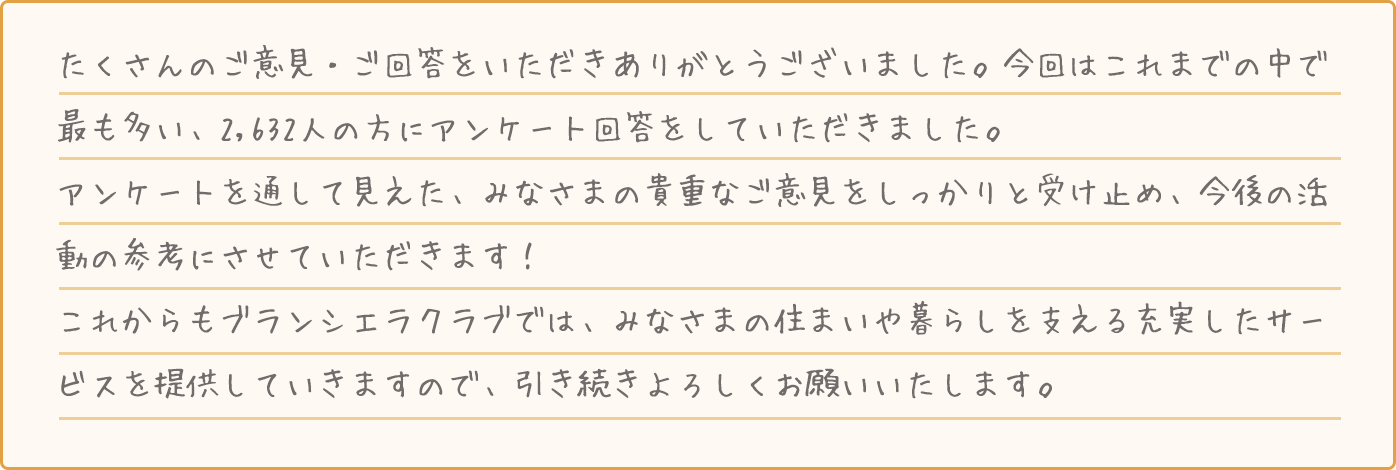 たくさんのご意見・ご回答をいただきありがとうございました。今回はこれまでの中で
最も多い、2,632人の方にアンケート回答をしていただきました。
アンケートを通して見えた、みなさまの貴重なご意見をしっかりと受け止め、今後の活
動の参考にさせていただきます！
これからもブランシエラクラブでは、みなさまの住まいや暮らしを支える充実したサー
ビスを提供していきますので、引き続きよろしくお願いいたします。